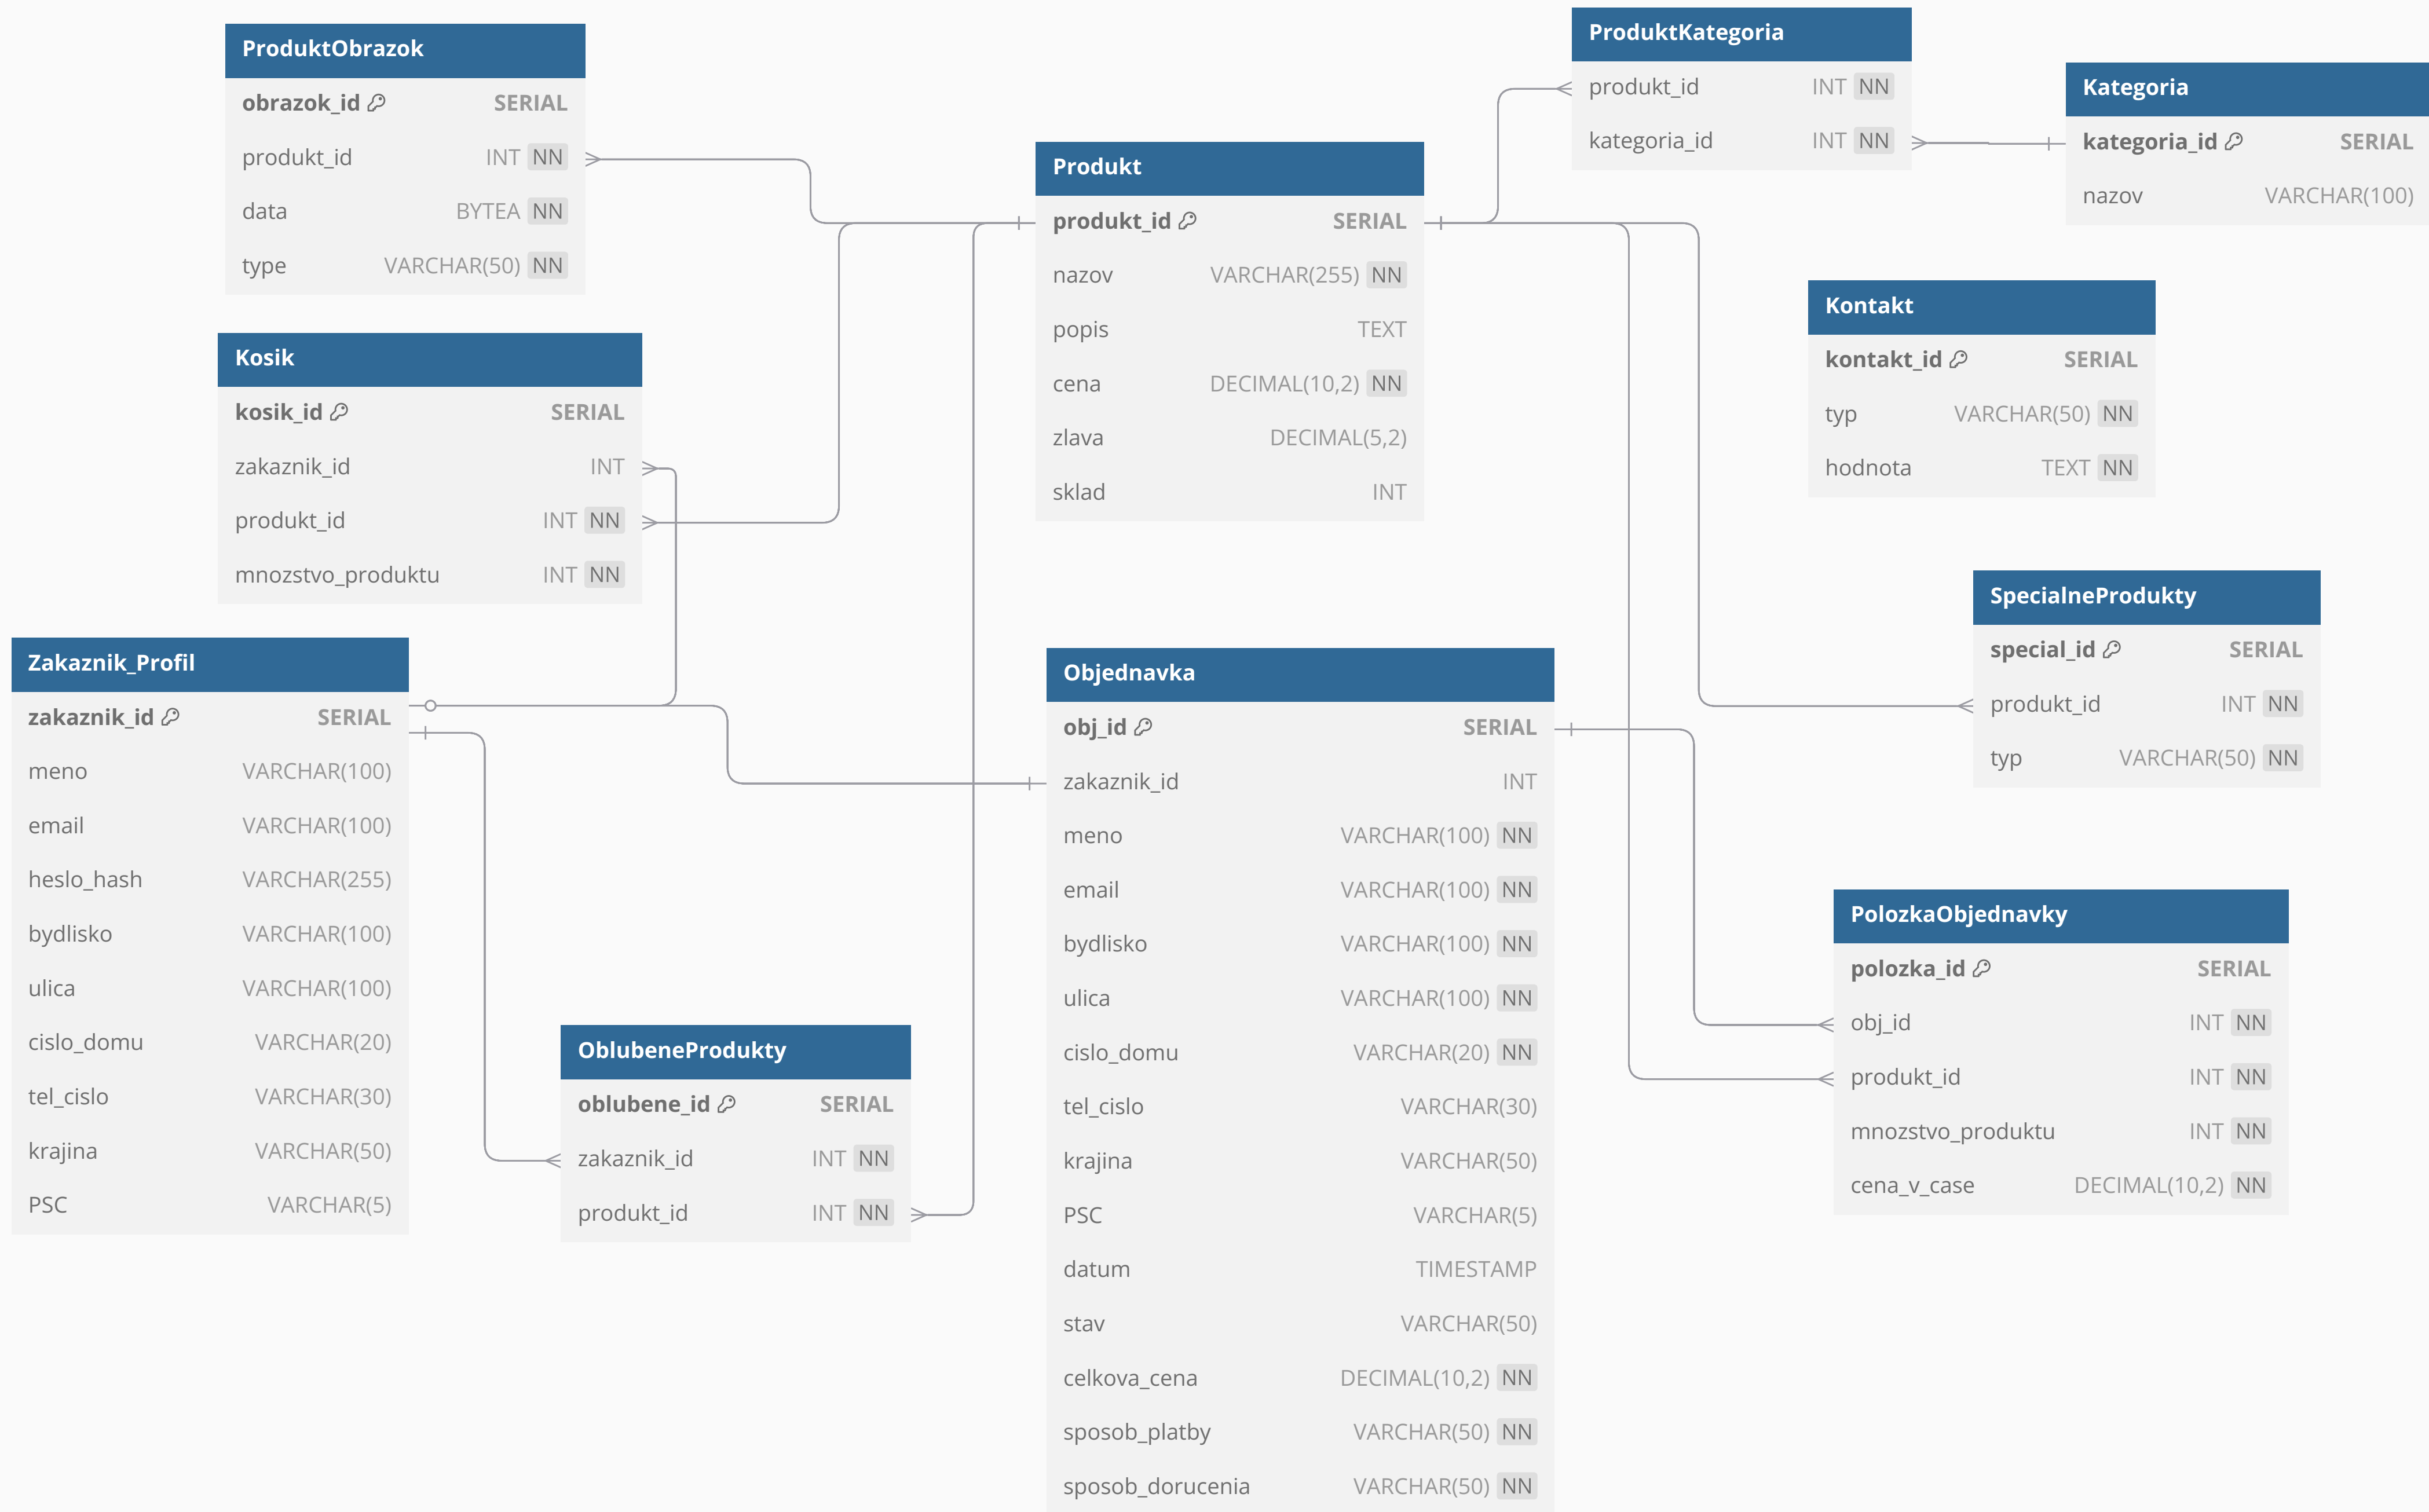 ProduktObrazok
obrazok_id SERIAL
produkt_id INT NN
data BYTEA NN
type VARCHAR(50) NN
Kosik
kosik_id SERIAL
zakaznik_id INT
produkt_id INT NN
mnozstvo_produktu INT NN
Zakaznik_Profil
zakaznik_id SERIAL
meno VARCHAR(100)
email VARCHAR(100)
heslo_hash VARCHAR(255)
bydlisko VARCHAR(100)
ulica VARCHAR(100)
cislo_domu VARCHAR(20)
tel_cislo VARCHAR(30)
krajina VARCHAR(50)
PSC VARCHAR(5)
OblubeneProdukty
oblubene_id SERIAL
zakaznik_id INT NN
produkt_id INT NN
Produkt
produkt_id SERIAL
nazov VARCHAR(255) NN
popis TEXT
cena DECIMAL(10,2) NN
zlava DECIMAL(5,2)
sklad INT
Objednavka
obj_id SERIAL
zakaznik_id INT
meno VARCHAR(100) NN
email VARCHAR(100) NN
bydlisko VARCHAR(100) NN
ulica VARCHAR(100) NN
cislo_domu VARCHAR(20) NN
tel_cislo VARCHAR(30)
krajina VARCHAR(50)
PSC VARCHAR(5)
datum TIMESTAMP
stav VARCHAR(50)
celkova_cena DECIMAL(10,2) NN
sposob_platby VARCHAR(50) NN
sposob_dorucenia VARCHAR(50) NN
ProduktKategoria
produkt_id INT NN
kategoria_id INT NN
Kategoria
kategoria_id SERIAL
nazov VARCHAR(100)
Kontakt
kontakt_id SERIAL
typ VARCHAR(50) NN
hodnota TEXT NN
SpecialneProdukty
special_id SERIAL
produkt_id INT NN
typ VARCHAR(50) NN
PolozkaObjednavky
polozka_id SERIAL
obj_id INT NN
produkt_id INT NN
mnozstvo_produktu INT NN
cena_v_case DECIMAL(10,2) NN